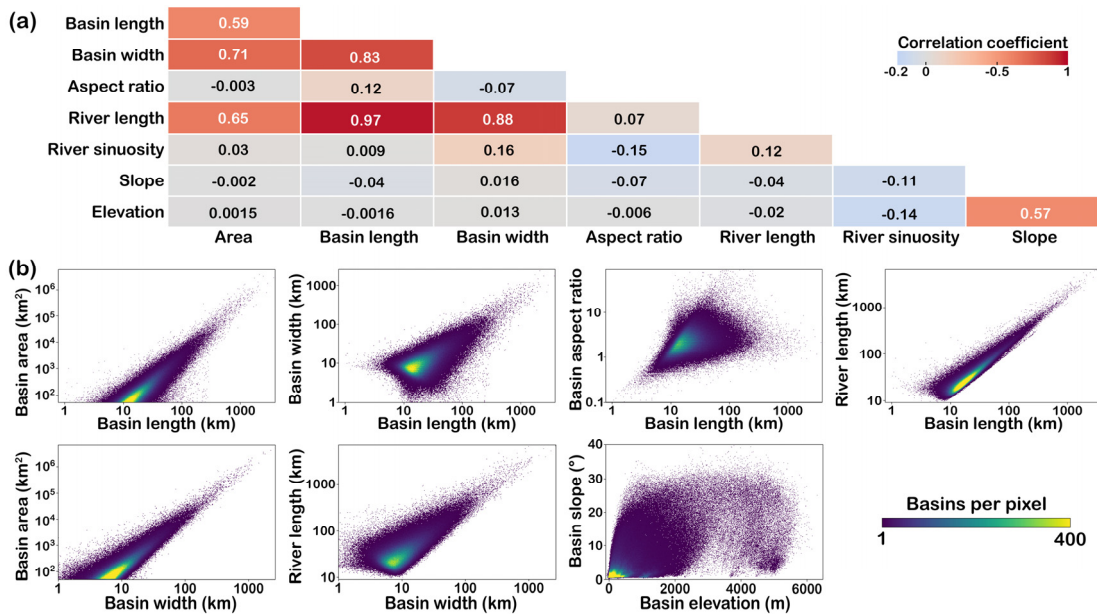 (a)
Basin length 0.59
Basin width 0.71 0.83
Aspect ratio -0.003 0.12 -0.07
River length 0.65 0.97 0.88 0.07
River sinuosity 0.03 0.009 0.16 -0.15 0.12
Slope -0.002 -0.04 0.016 -0.07 -0.04 -0.11
Elevation 0.0015 -0.0016 0.013 -0.006 -0.02 -0.14 0.57
Area Basin length Basin width Aspect ratio River length River sinuosity Slope
Correlation coefficient
-0.2 0 -0.5 1
(b)
Basin area (km²)
10⁶
10⁵
10⁴
10³
10²
1 10 100 1000
Basin length (km)
Basin width (km)
1000
100
10
1
1 10 100 1000
Basin length (km)
Basin aspect ratio
10
1
0.1
1 10 100 1000
Basin length (km)
River length (km)
1000
100
10
1 10 100 1000
Basin length (km)
Basin area (km²)
10⁶
10⁵
10⁴
10³
10²
1 10 100 1000
Basin width (km)
River length (km)
1000
100
10
1 10 100 1000
Basin width (km)
Basin slope (°)
40
30
20
10
0
0 2000 4000 6000
Basin elevation (m)
Basins per pixel
1 400